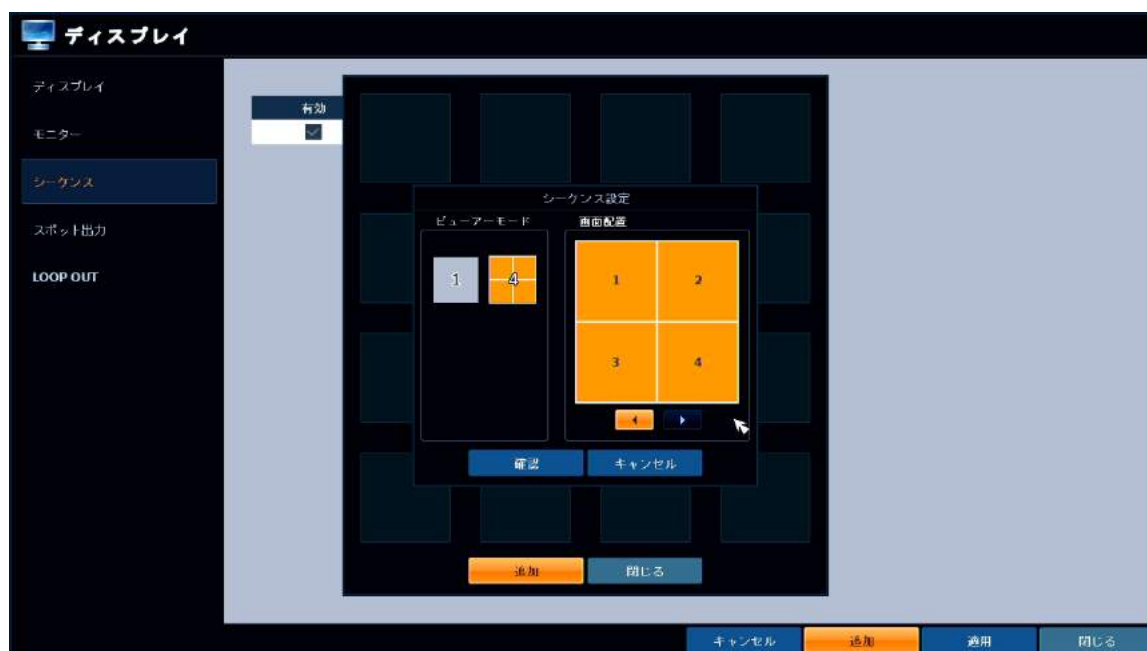 ディスプレイ
ディスプレイ
モニター
シーケンス
スポット出力
LOOP OUT
有効
シーケンス設定
ビューアーモード
画面配置
1
4
1
2
3
4
確認
キャンセル
追加
閉じる
キャンセル
追加
適用
閉じる